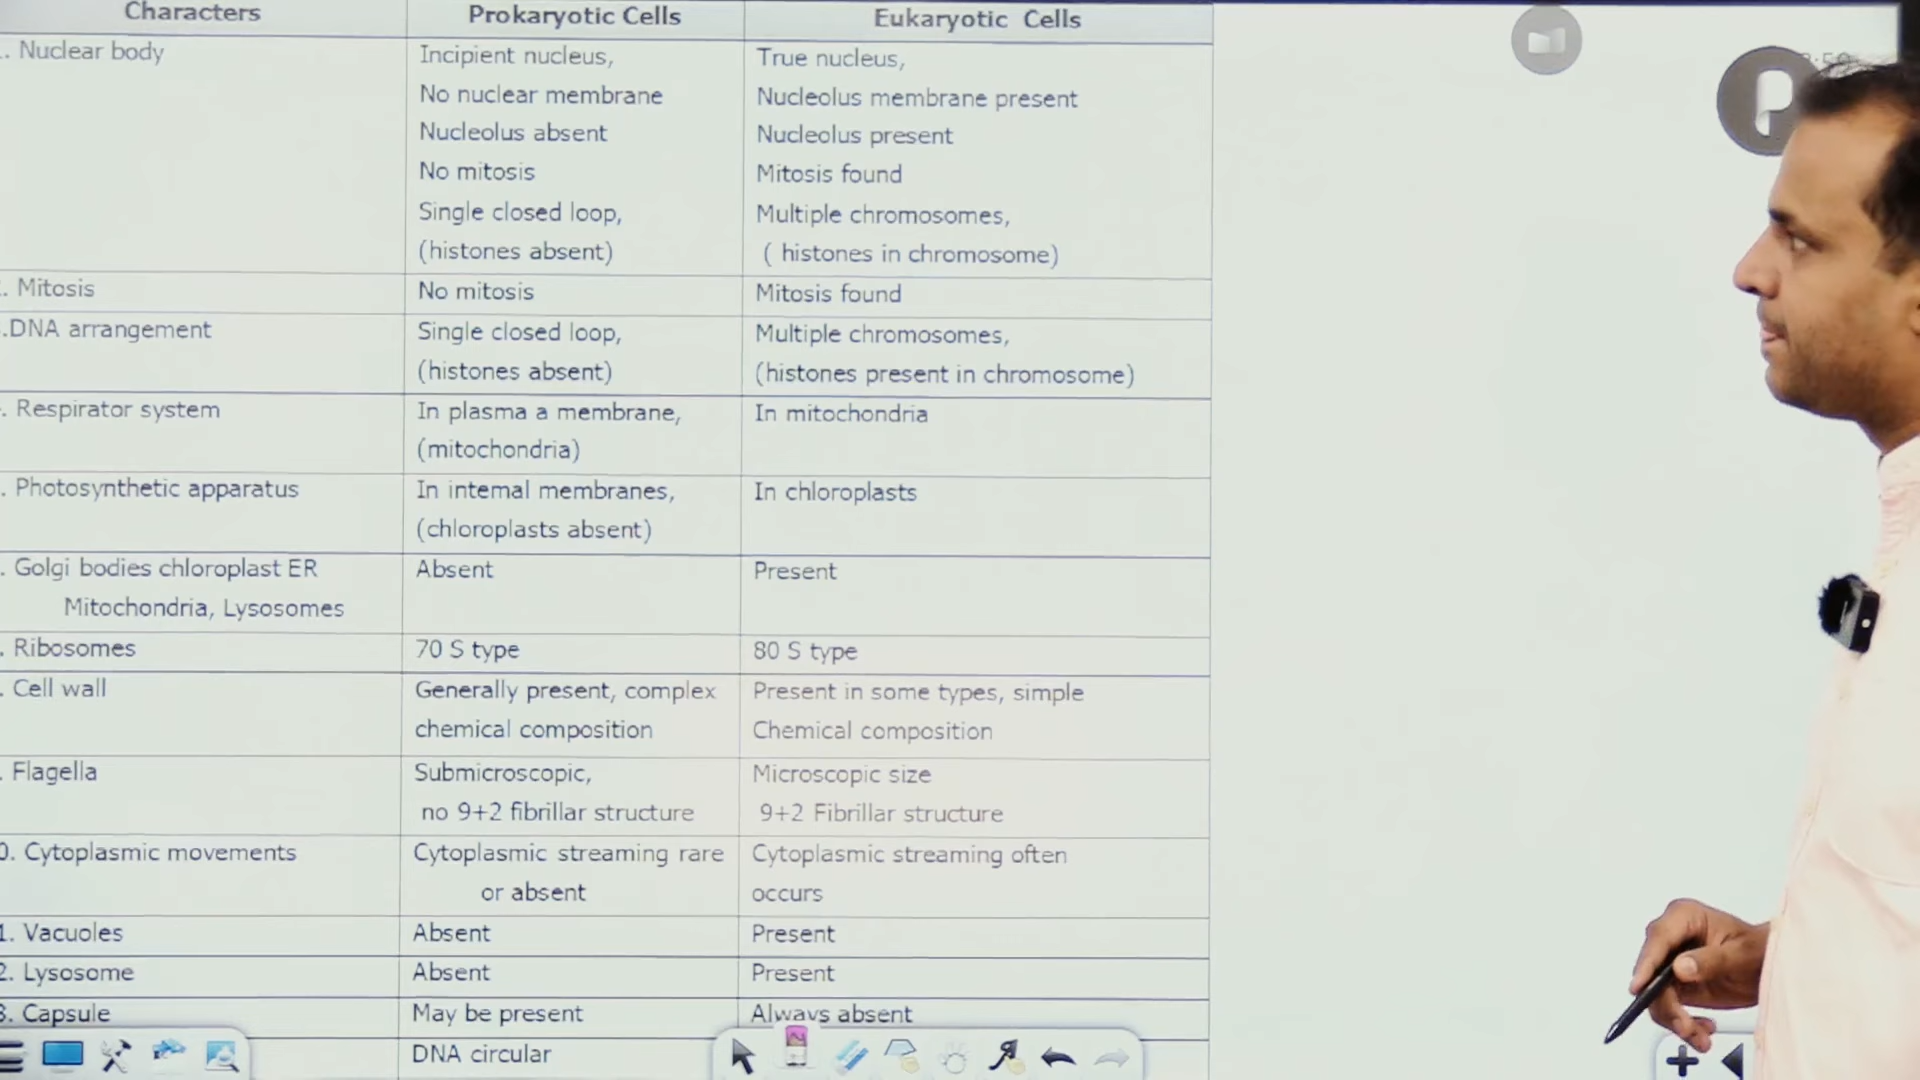 Characters Prokaryotic Cells Eukaryotic Cells
. Nuclear body Incipient nucleus, True nucleus,
No nuclear membrane Nucleolus membrane present
Nucleolus absent Nucleolus present
No mitosis Mitosis found
Single closed loop, Multiple chromosomes,
(histones absent) ( histones in chromosome)
. Mitosis No mitosis Mitosis found
.DNA arrangement Single closed loop, Multiple chromosomes,
(histones absent) (histones present in chromosome)
. Respirator system In plasma a membrane, In mitochondria
(mitochondria)
. Photosynthetic apparatus In intemal membranes, In chloroplasts
(chloroplasts absent)
. Golgi bodies chloroplast ER Absent Present
Mitochondria, Lysosomes
. Ribosomes 70 S type 80 S type
. Cell wall Generally present, complex Present in some types, simple
chemical composition Chemical composition
. Flagella Submicroscopic, Microscopic size
no 9+2 fibrillar structure 9+2 Fibrillar structure
0. Cytoplasmic movements Cytoplasmic streaming rare Cytoplasmic streaming often
or absent occurs
1. Vacuoles Absent Present
2. Lysosome Absent Present
3. Capsule May be present Always absent
DNA circular